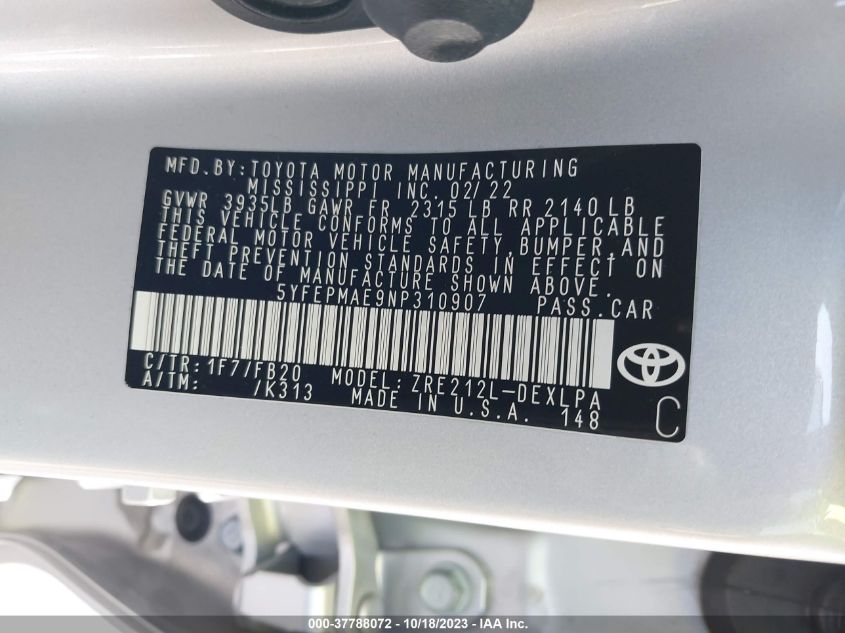 MFD. BY: TOYOTA MOTOR MANUFACTURING
MISSISSIPPI INC. 02/22
GVWR 3935LB GAWR FR 2315 LB RR 2140 LB
THIS VEHICLE CONFORMS TO ALL APPLICABLE
FEDERAL MOTOR VEHICLE SAFETY, BUMPER, AND
THEFT PREVENTION STANDARDS IN EFFECT ON
THE DATE OF MANUFACTURE SHOWN ABOVE.
5YFEPMAE9NP310907 PASS. CAR
C/TR: 1F7/FB20 MODEL: ZRE212L-DEXLPA
A/TM: /K313 MADE IN U.S.A. 148
C
000-37788072 - 10/18/2023 - IAAI.com